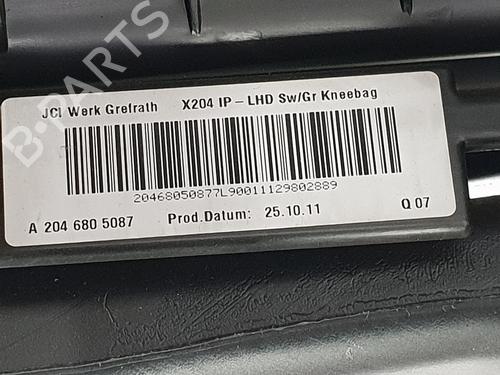 B-PARTS
JCI Werk Grefrath X204 IP - LHD Sw/Gr Kneebag
20468050877L90011129802889
A 204 680 5087 Prod.Datum: 25.10.11 Q 07